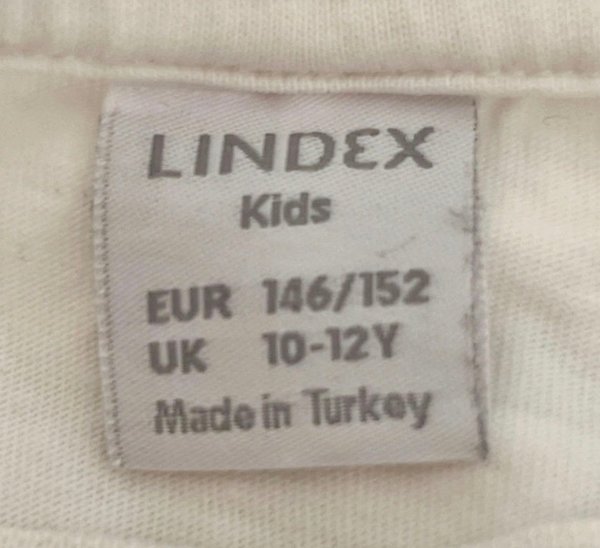 LINDEX
Kids
EUR 146/152
UK 10-12Y
Made in Turkey